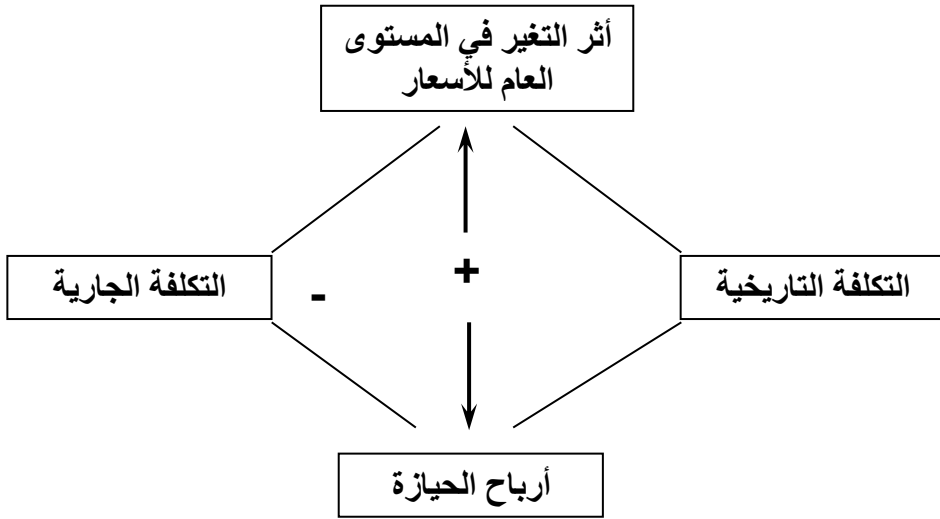 أثر التغير في المستوى
العام للأسعار
التكلفة التاريخية
+
-
التكلفة الجارية
أرباح الحيازة